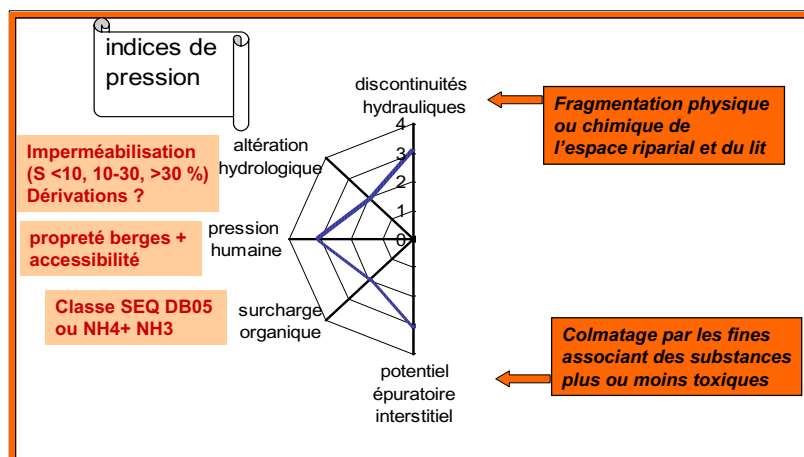 indices de
pression
discontinuités
hydrauliques
Fragmentation physique
ou chimique de
l'espace riparial et du lit
4
3
2
1
0
altération
hydrologique
Imperméabilisation
(S <10, 10-30, >30 %)
Dérivations ?
pression
humaine
propreté berges +
accessibilité
surcharge
organique
Classe SEQ DB05
ou NH4+ NH3
potentiel
épuratoire
interstitiel
Colmatage par les fines
associant des substances
plus ou moins toxiques